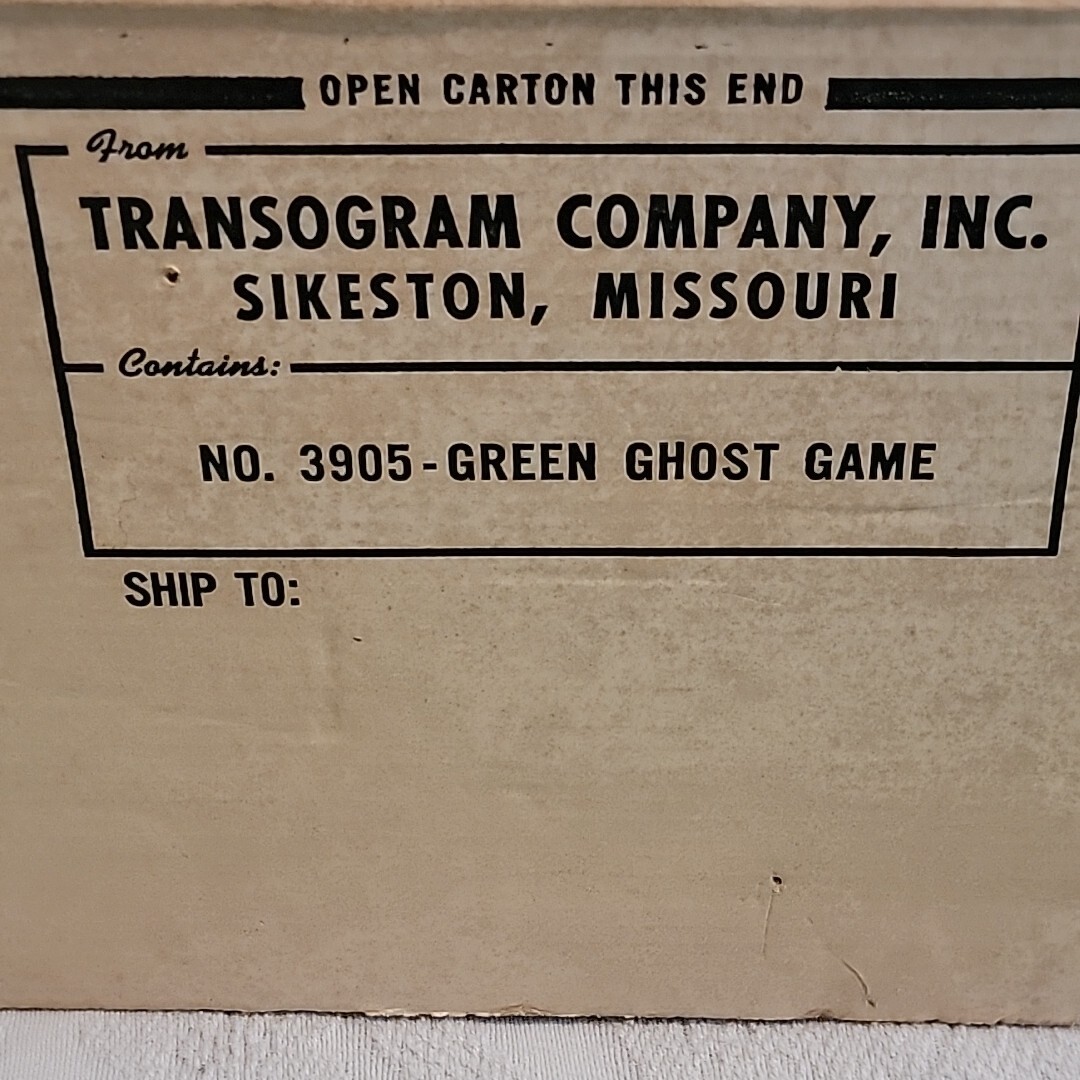 OPEN CARTON THIS END
From
TRANSOGRAM COMPANY, INC.
SIKESTON, MISSOURI
Contains:
NO. 3905-GREEN GHOST GAME
SHIP TO: